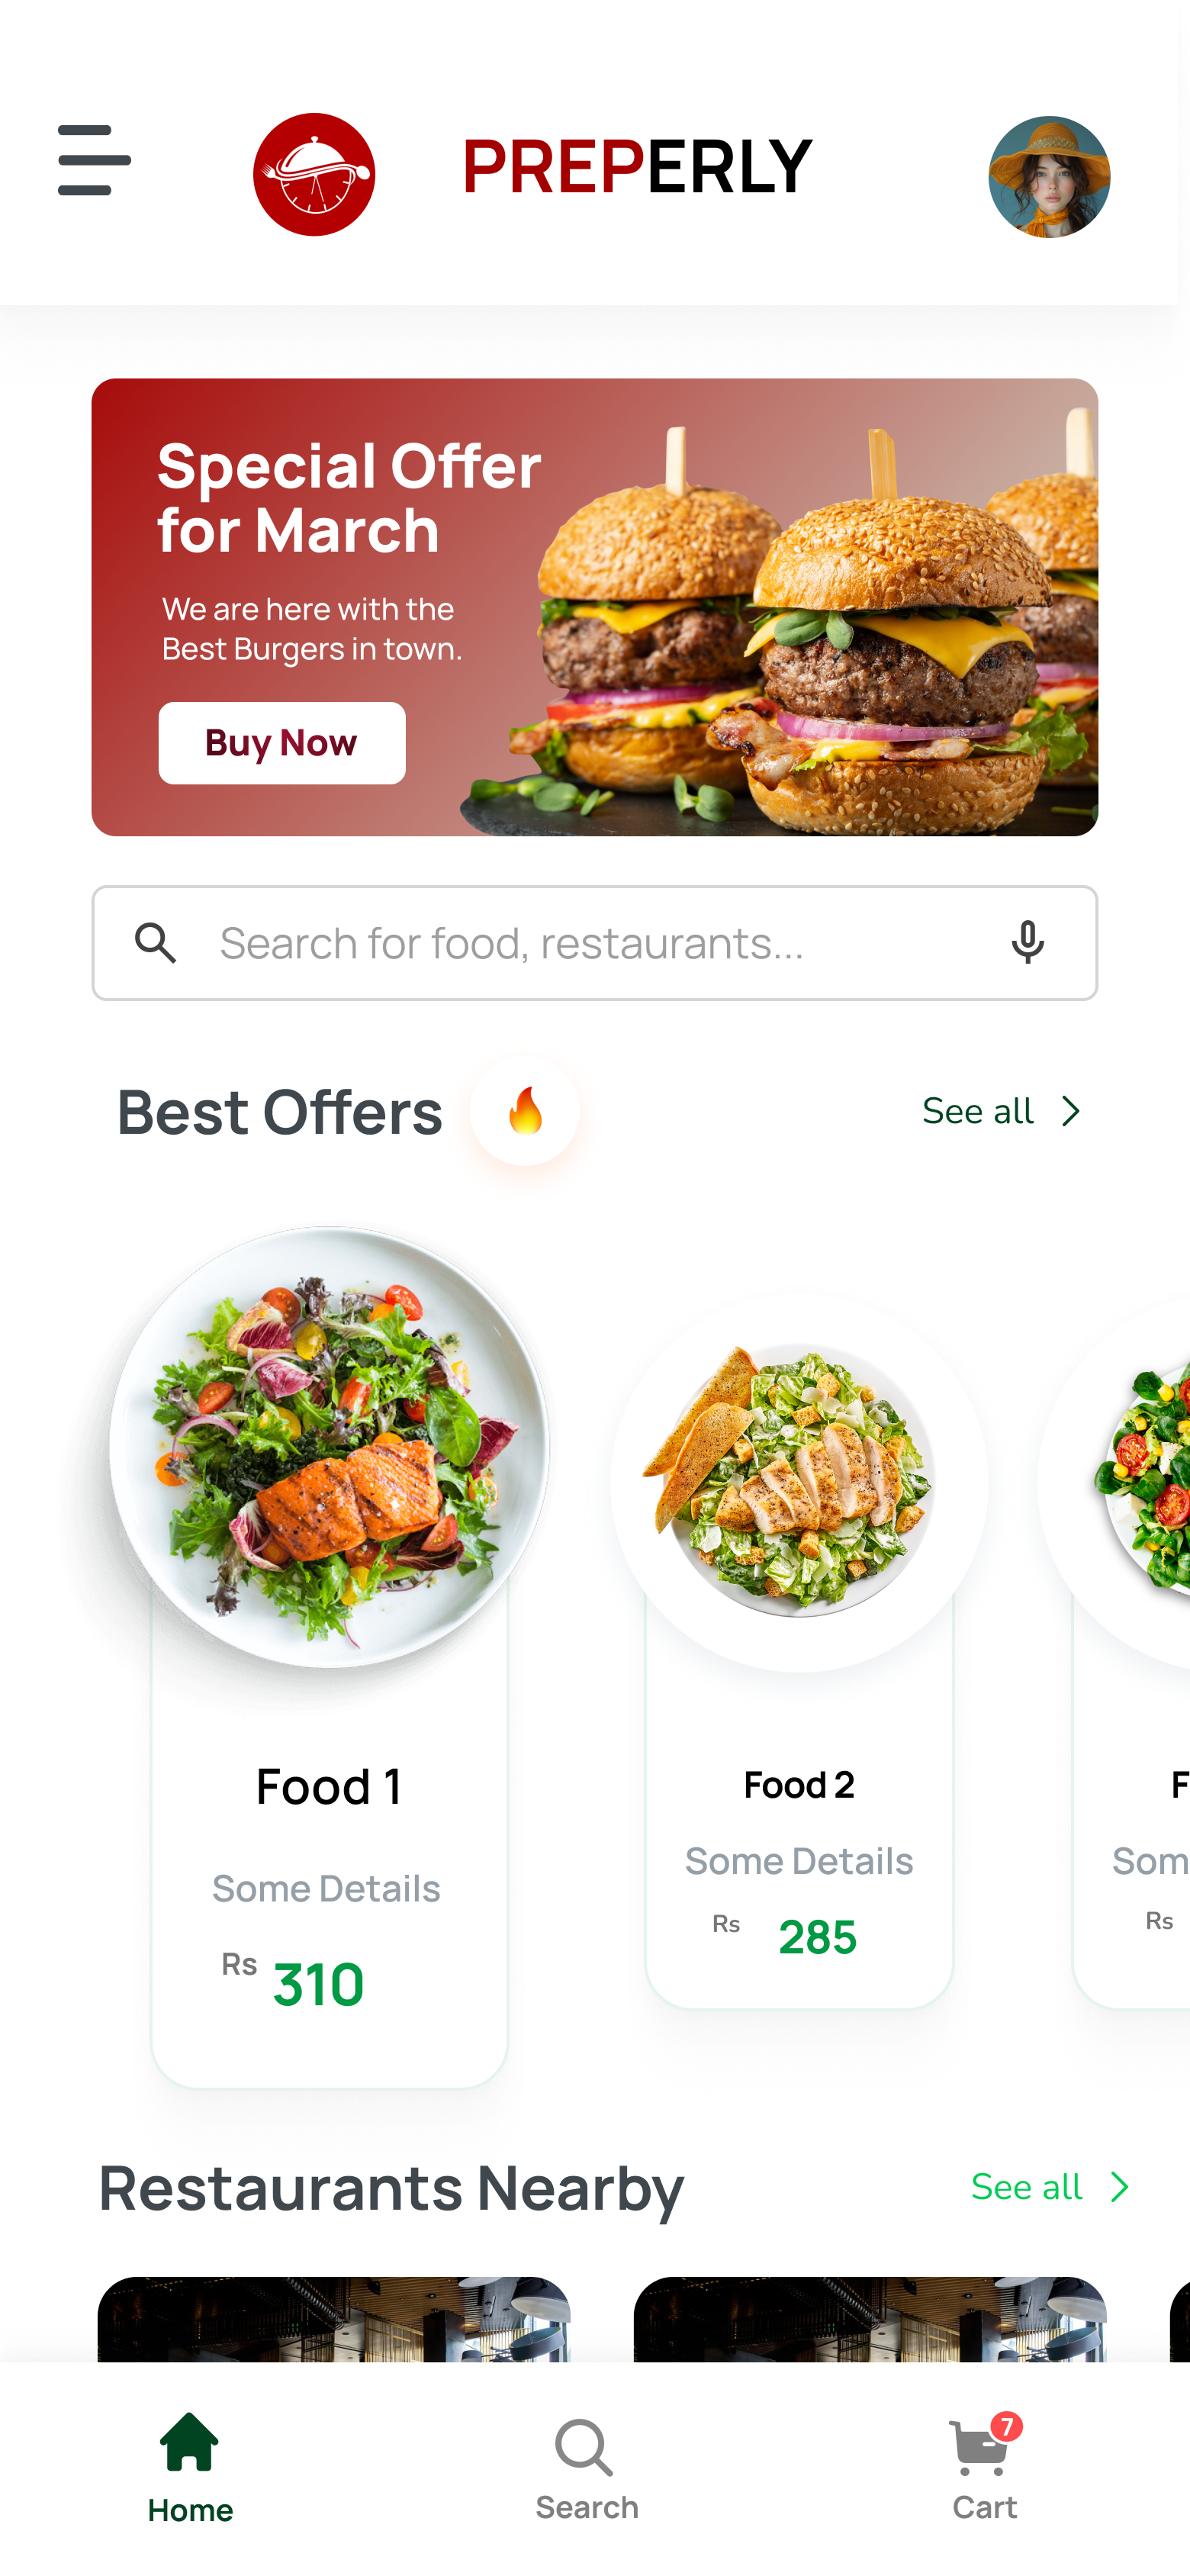 PREPERLY
Special Offer
for March
We are here with the
Best Burgers in town.
Buy Now
Search for food, restaurants...
Best Offers
See all
Food 1
Some Details
Rs 310
Food 2
Some Details
Rs 285
F
Som
Rs
Restaurants Nearby
See all
7
Home
Search
Cart